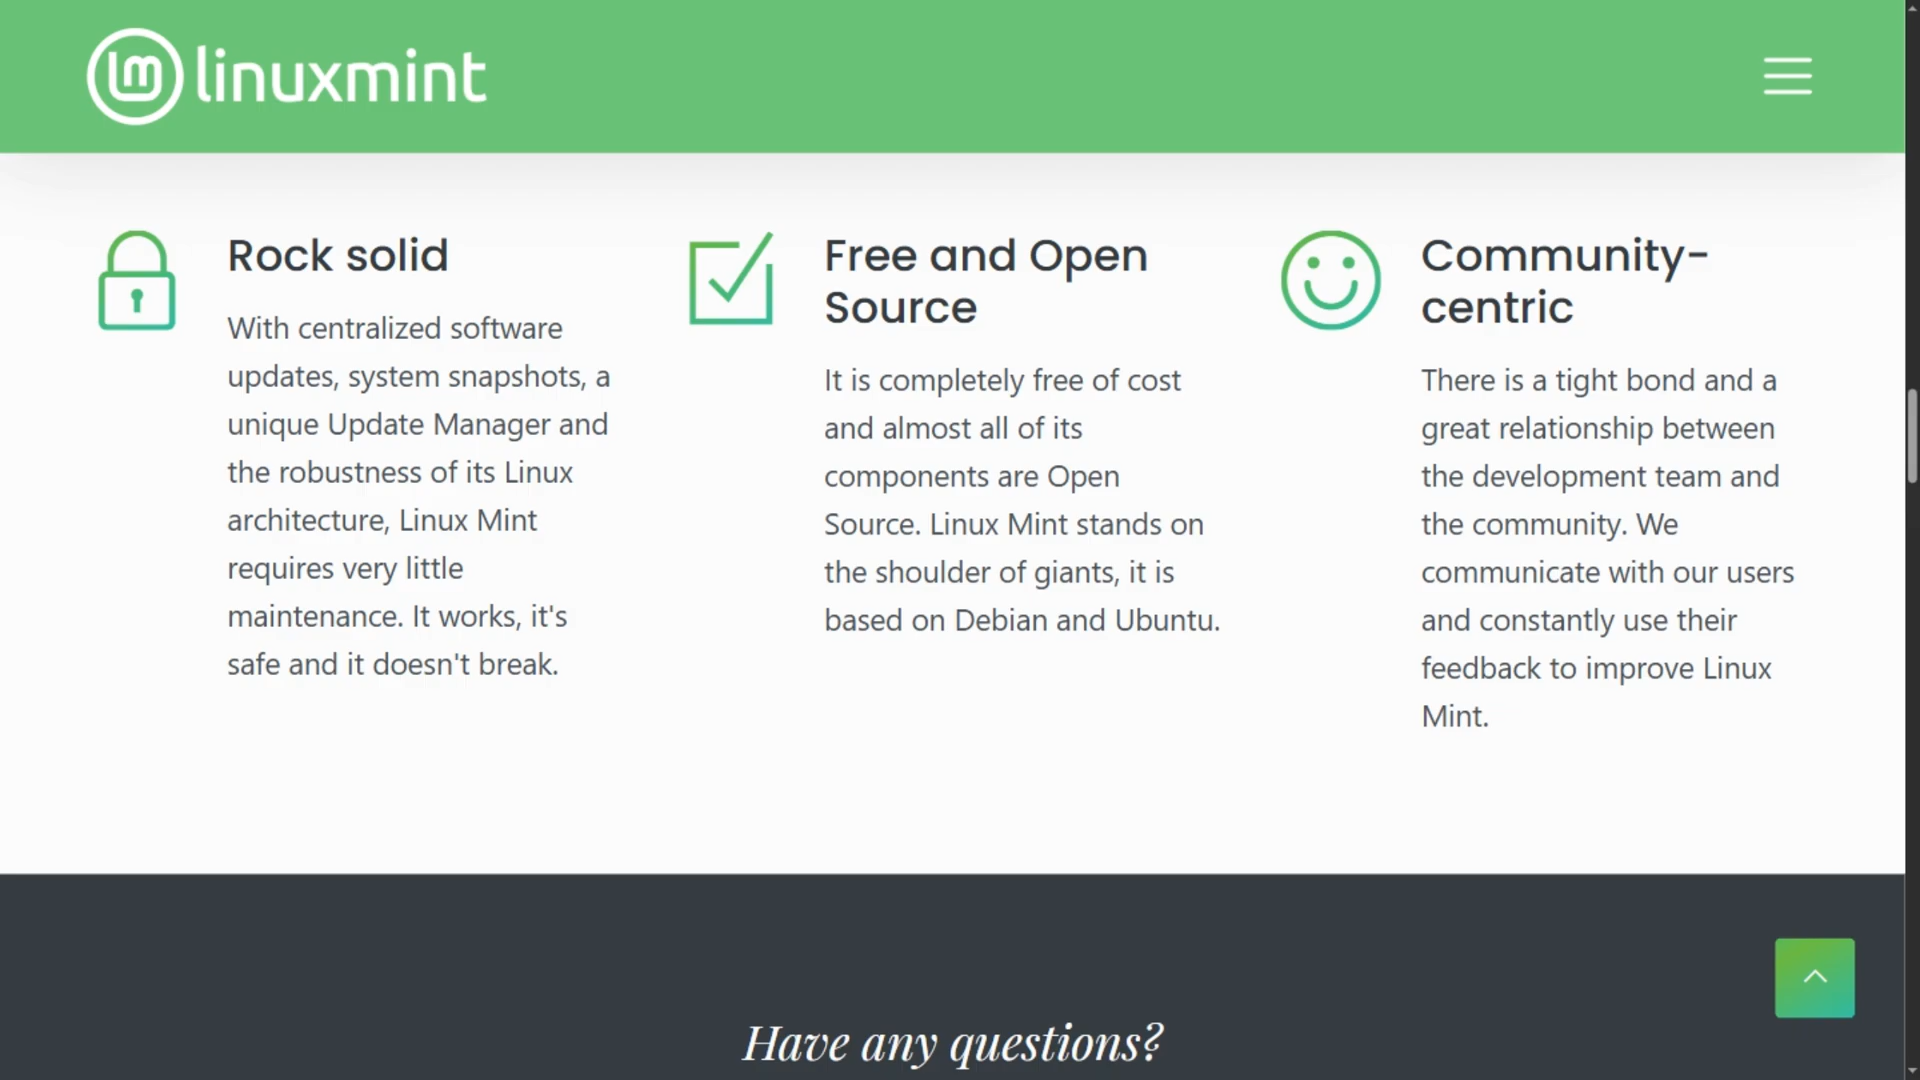 linuxmint
Rock solid
With centralized software
updates, system snapshots, a
unique Update Manager and
the robustness of its Linux
architecture, Linux Mint
requires very little
maintenance. It works, it's
safe and it doesn't break.
Free and Open
Source
It is completely free of cost
and almost all of its
components are Open
Source. Linux Mint stands on
the shoulder of giants, it is
based on Debian and Ubuntu.
Community-
centric
There is a tight bond and a
great relationship between
the development team and
the community. We
communicate with our users
and constantly use their
feedback to improve Linux
Mint.
Have any questions?